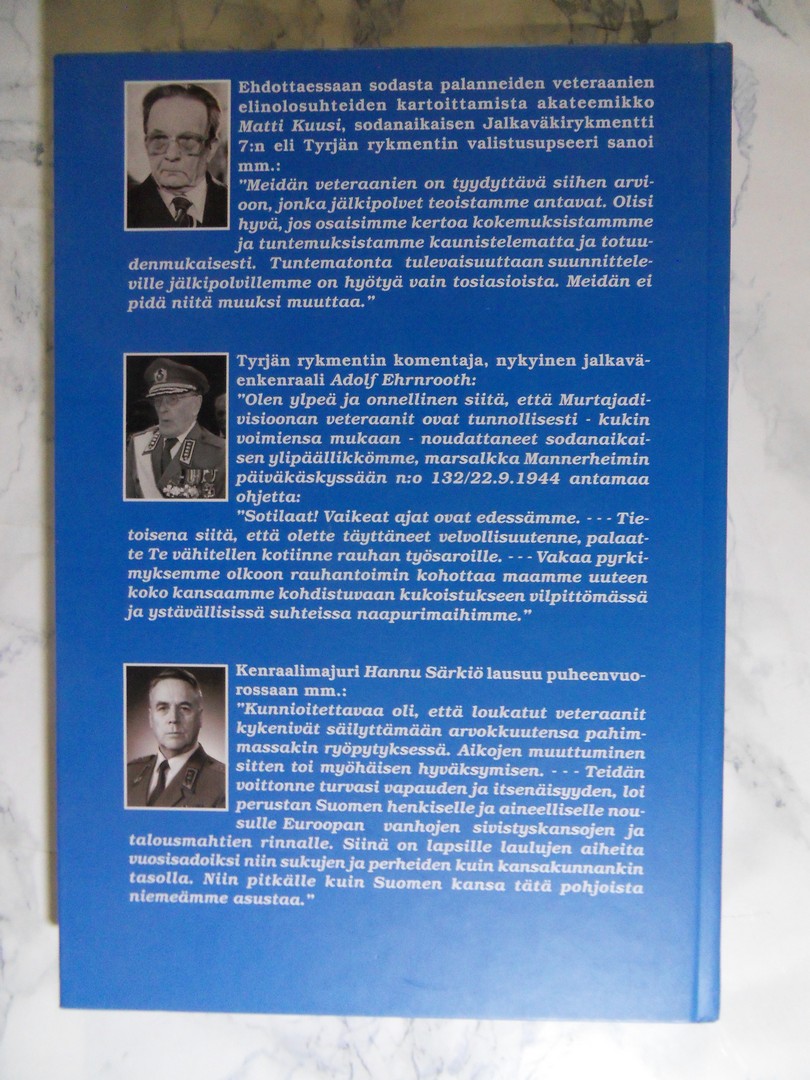 Ehdottaessaan sodasta palanneiden veteraanien
elinolosuhteiden kartoittamista akateemikko
Matti Kuusi, sodanaikaisen Jalkaväkirykmentti
7:n eli Tyrjän rykmentin valistusupseeri sanoi
mm.:
"Meidän veteraanien on tyydyttävä siihen arvi-
oon, jonka jälkipolvet teoistamme antavat. Olisi
hyvä, jos osaisimme kertoa kokemuksistammme
ja tuntemuksistamme kaunistelematta ja totuu-
denmukaisesti. Tuntematonta tulevaisuuttaan suunnittele-
ville jälkipolvillemme on hyötyä vain tosiasioista. Meidän ei
pidä niitä muuksi muuttaa."
Tyrjän rykmentin komentaja, nykyinen jalkavä-
enkenraali Adolf Ehrnrooth:
"Olen ylpeä ja onnellinen siitä, että Murtajadi-
visioonan veteraanit ovat tunnollisesti - kukin
voimiensa mukaan - noudattaneet sodanaikai-
sen ylipäällikkömme, marsalkka Mannerheimin
päiväkäskyssään n:o 132/22.9.1944 antamaa
ohjetta:
"Sotilaat! Vaikeat ajat ovat edessämme. - - - Tie-
toisena siitä, että olette täyttäneet velvollisuutenne, palaat-
te Te vähitellen kotiinne rauhan työsaroille. - - - Vakaa pyrki-
myksemme olkoon rauhantoimin kohottaa maamme uuteen
koko kansaamme kohdistuvaan kukoistukseen vilpittömässä
ja ystävällisissä suhteissa naapurimaihimme."
Kenraalimajuri Hannu Särkiö lausuu puheenvuo-
rossaan mm.:
"Kunnioitettavaa oli, että loukatut veteraanit
kykenivät säilyttämään arvokkuutensa pahim-
massakin ryöpytyksessä. Aikojen muuttuminen
sitten toi myöhäisen hyväksymisen. - - - Teidän
voittonne turvasi vapauden ja itsenäisyyden, loi
perustan Suomen henkiselle ja aineelliselle nou-
sulle Euroopan vanhojen sivistyskansojen ja
talousmahtien rinnalle. Siinä on lapsille laulujen aiheita
vuosisadoiksi niin sukujen ja perheiden kuin kansakunnankin
tasolla. Niin pitkälle kuin Suomen kansa tätä pohjoista
niemeämme asustaa."